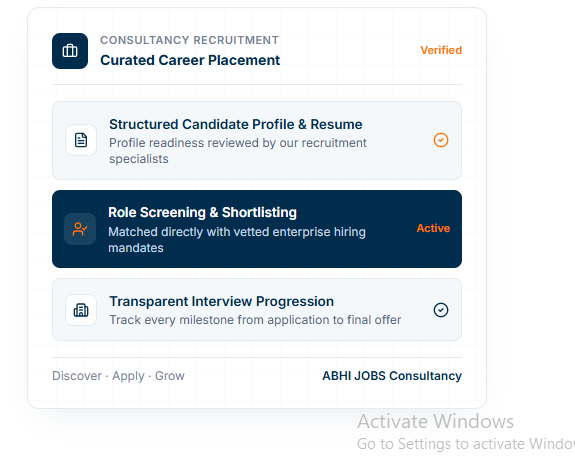 CONSULTANCY RECRUITMENT
Curated Career Placement
Verified
Structured Candidate Profile & Resume
Profile readiness reviewed by our recruitment
specialists
Role Screening & Shortlisting
Matched directly with vetted enterprise hiring
mandates
Active
Transparent Interview Progression
Track every milestone from application to final offer
Discover · Apply · Grow
ABHI JOBS Consultancy
Activate Windows
Go to Settings to activate Windo